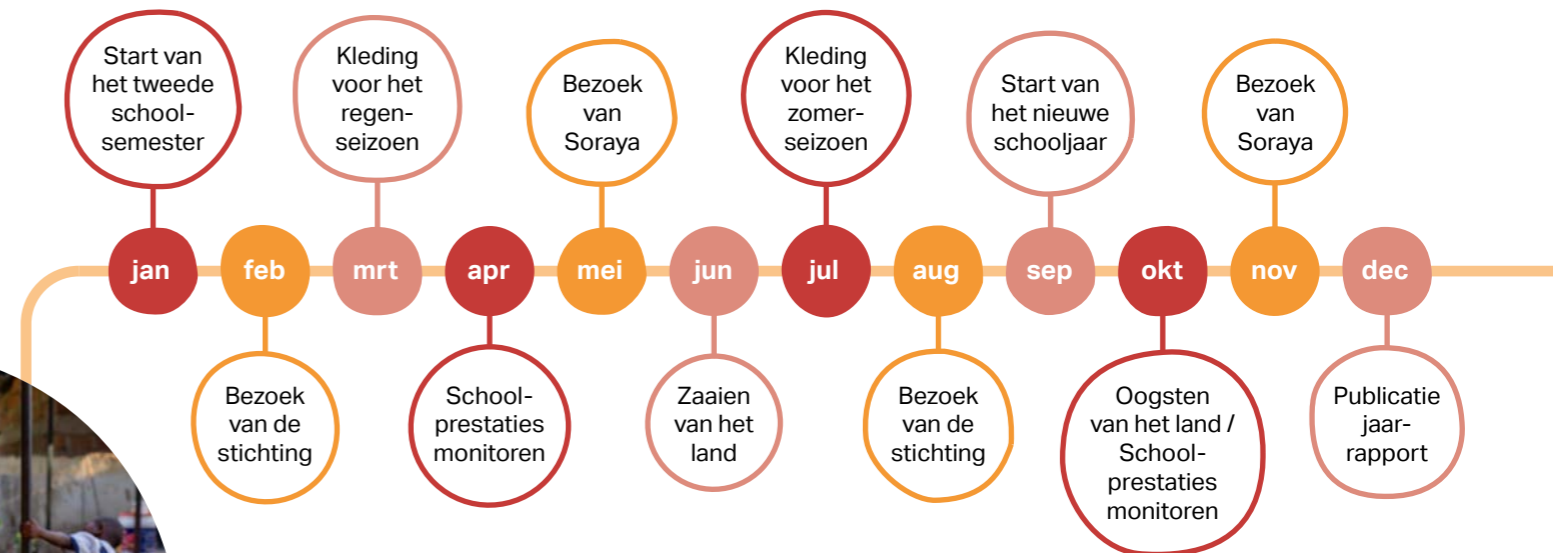 Start van
het tweede
school-
semester
Kleding
voor het
regen-
seizoen
Bezoek
van
Soraya
Kleding
voor het
zomer-
seizoen
Start van
het nieuwe
schooljaar
Bezoek
van
Soraya
jan feb mrt apr mei jun jul aug sep okt nov dec
Bezoek
van de
stichting
School-
prestaties
monitoren
Zaaien
van het
land
Bezoek
van de
stichting
Oogsten
van het land /
School-
prestaties
monitoren
Publicatie
jaar-
rapport